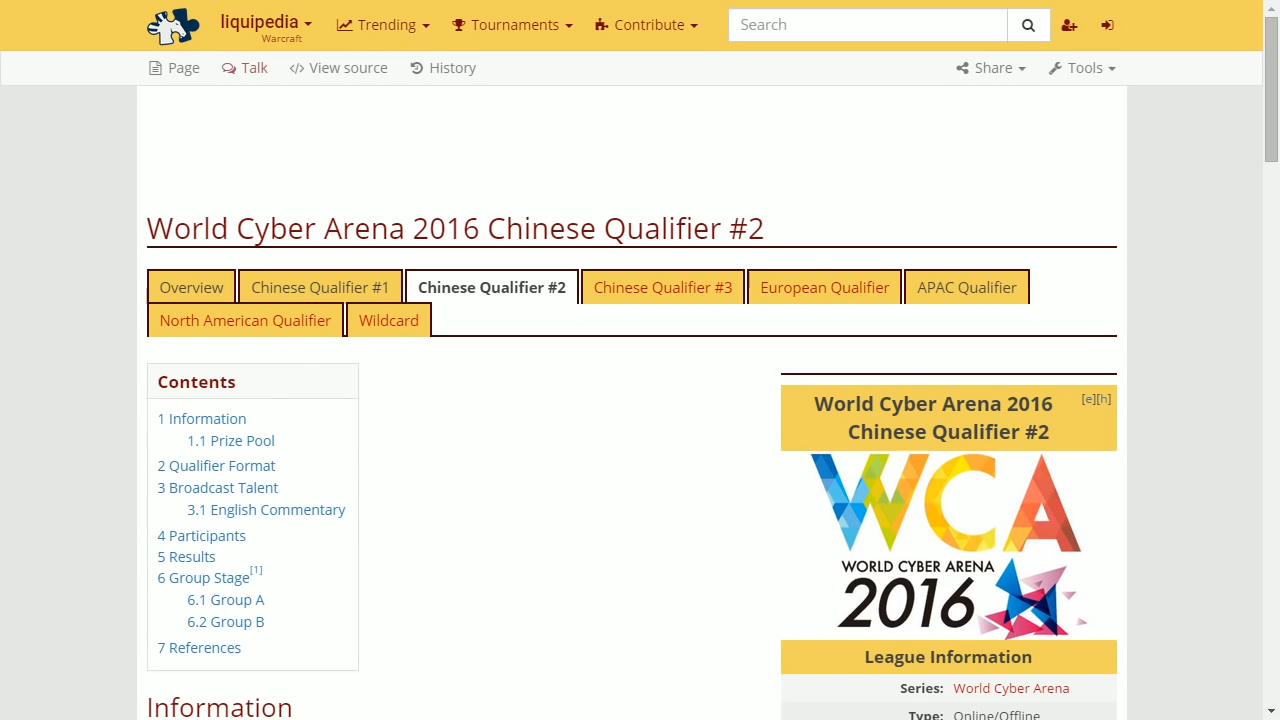 liquipedia
Warcraft
Trending
Tournaments
Contribute
Search
Page
Talk
View source
History
Share
Tools
World Cyber Arena 2016 Chinese Qualifier #2
Overview
Chinese Qualifier #1
Chinese Qualifier #2
Chinese Qualifier #3
European Qualifier
APAC Qualifier
North American Qualifier
Wildcard
Contents
1 Information
1.1 Prize Pool
2 Qualifier Format
3 Broadcast Talent
3.1 English Commentary
4 Participants
5 Results
6 Group Stage[1]
6.1 Group A
6.2 Group B
7 References
Information
World Cyber Arena 2016
[e][h]
Chinese Qualifier #2
WCA
WORLD CYBER ARENA
2016
League Information
Series: World Cyber Arena
Type: Online/Offline